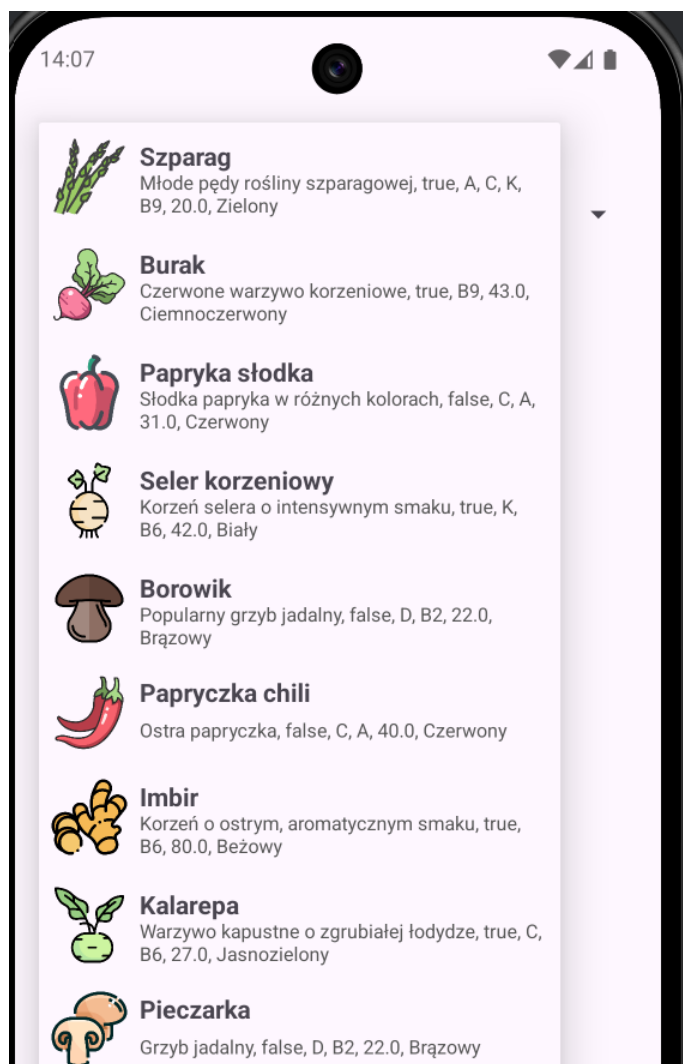 14:07
Szparag
Młode pędy rośliny szparagowej, true, A, C, K,
B9, 20.0, Zielony
Burak
Czerwone warzywo korzeniowe, true, B9, 43.0,
Ciemnoczerwony
Papryka słodka
Słodka papryka w różnych kolorach, false, C, A,
31.0, Czerwony
Seler korzeniowy
Korzeń selera o intensywnym smaku, true, K,
B6, 42.0, Biały
Borowik
Popularny grzyb jadalny, false, D, B2, 22.0,
Brązowy
Papryczka chili
Ostra papryczka, false, C, A, 40.0, Czerwony
Imbir
Korzeń o ostrym, aromatycznym smaku, true,
B6, 80.0, Beżowy
Kalarepa
Warzywo kapustne o zgrubiałej łodydze, true, C,
B6, 27.0, Jasnozielony
Pieczarka
Grzyb jadalny, false, D, B2, 22.0, Brązowy